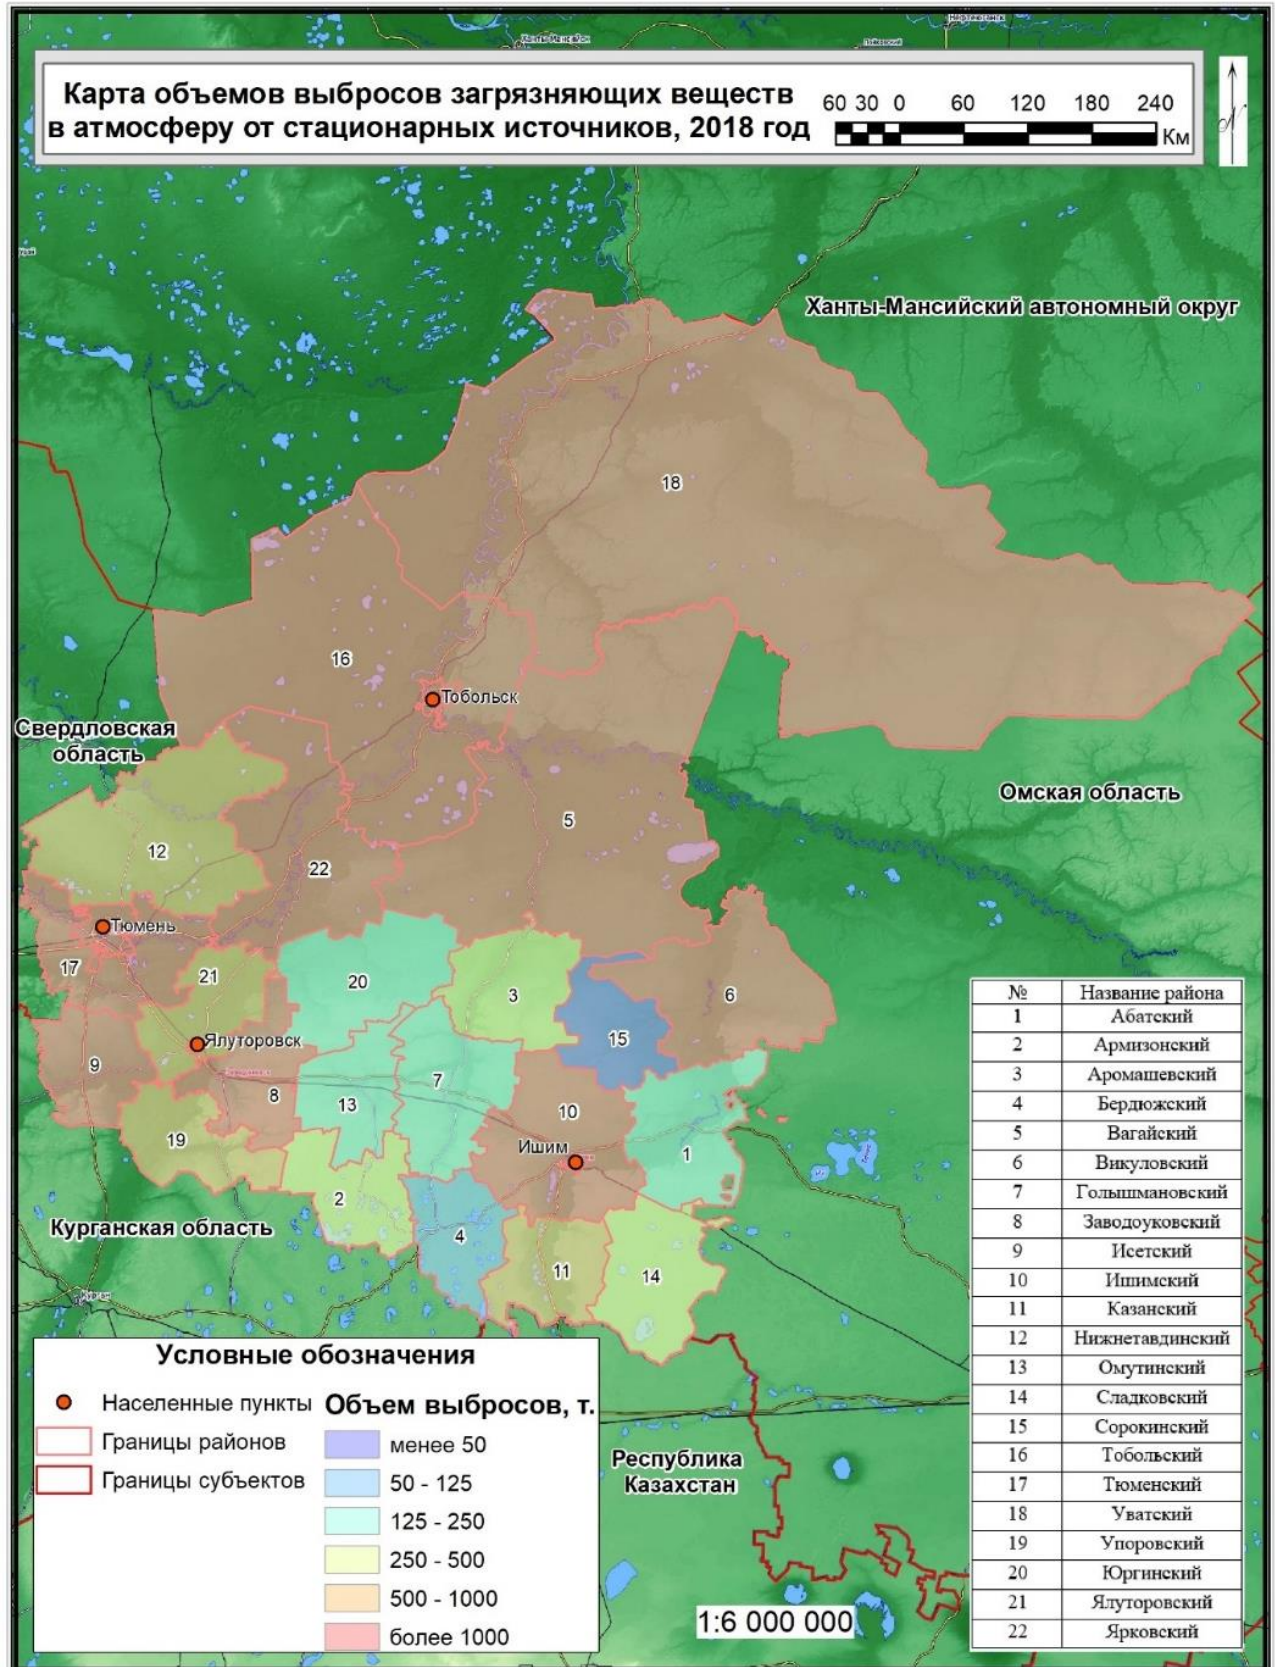 Ханты-Мансийск
Нефтеюганск
Пойковский
Карта объемов выбросов загрязняющих веществ
в атмосферу от стационарных источников, 2018 год
60 30 0 60 120 180 240
Км
N
Ханты-Мансийский автономный округ
18
16
Тобольск
Свердловская
область
Омская область
5
12
22
Тюмень
17
21
20
3
6
15
Ялуторовск
9
8
13
7
10
Ишим
19
1
2
4
11
14
Курганская область
Курган
Республика
Казахстан
1:6 000 000
Условные обозначения
Населенные пункты
Границы районов
Границы субъектов
Объем выбросов, т.
менее 50
50 - 125
125 - 250
250 - 500
500 - 1000
более 1000
№ Название района
1 Абатский
2 Армизонский
3 Аромашевский
4 Бердюжский
5 Вагайский
6 Викуловский
7 Голышмановский
8 Заводоуковский
9 Исетский
10 Ишимский
11 Казанский
12 Нижнетавдинский
13 Омутинский
14 Сладковский
15 Сорокинский
16 Тобольский
17 Тюменский
18 Уватский
19 Упоровский
20 Юргинский
21 Ялуторовский
22 Ярковский